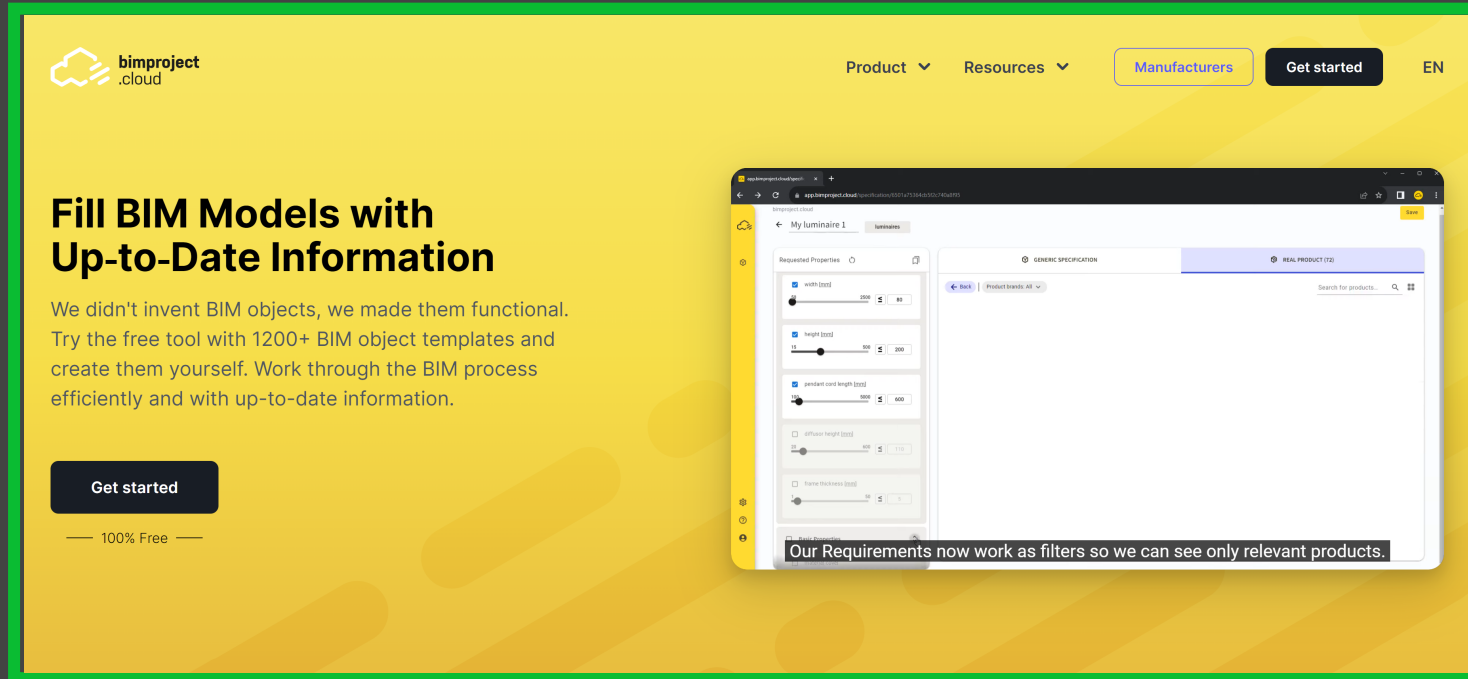 bimproject
.cloud
Product
Resources
Manufacturers
Get started
EN
Fill BIM Models with
Up-to-Date Information
We didn't invent BIM objects, we made them functional.
Try the free tool with 1200+ BIM object templates and
create them yourself. Work through the BIM process
efficiently and with up-to-date information.
Get started
100% Free
bimproject.cloud
Save
My luminaire 1
luminaires
Requested Properties
GENERIC SPECIFICATION
REAL PRODUCT (72)
Back
Product brands: All
Search for products...
width [mm]
2500 ≤ 80
height [mm]
500 ≤ 200
pendant cord length [mm]
100 5000 ≤ 600
diffuser height [mm]
600 ≤ 110
frame thickness [mm]
Basic Properties
Our Requirements now work as filters so we can see only relevant products.